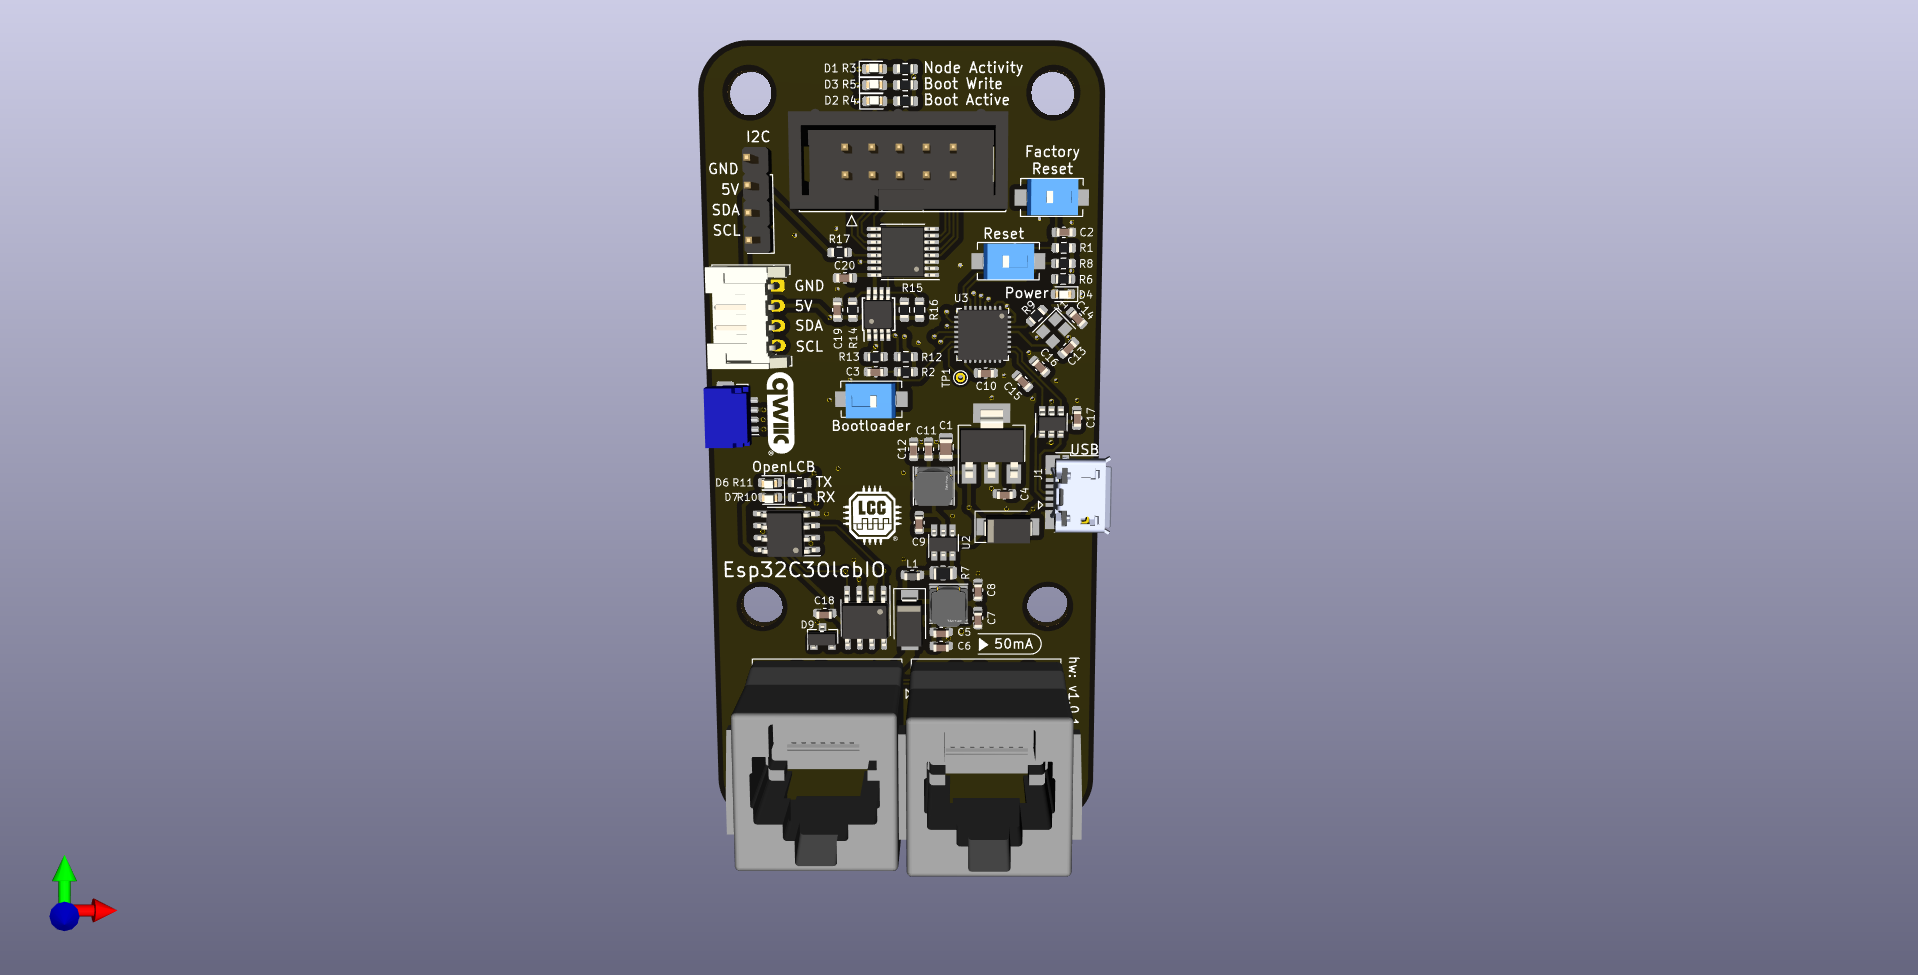 D1 R3 Node Activity
D3 R5 Boot Write
D2 R4 Boot Active
I2C
GND
5V
SDA
SCL
Factory
Reset
Reset
C2
R1
R8
R6
Power D4
R17
C20
R15
R16
C19
R14
U3
R9
C14
C13
C16
C15
GND
5V
SDA
SCL
R13
R12
C3
R2
TP1
C10
QWIIC
Bootloader
C17
C12
C11
C1
USB
J1
C4
OpenLCB
D6 R11 TX
D7R10 RX
LCC
C9
U2
Esp32C3OlcbIO
L1
R7
C8
C7
C18
D9
C5
C6
50mA
hw: v1.0